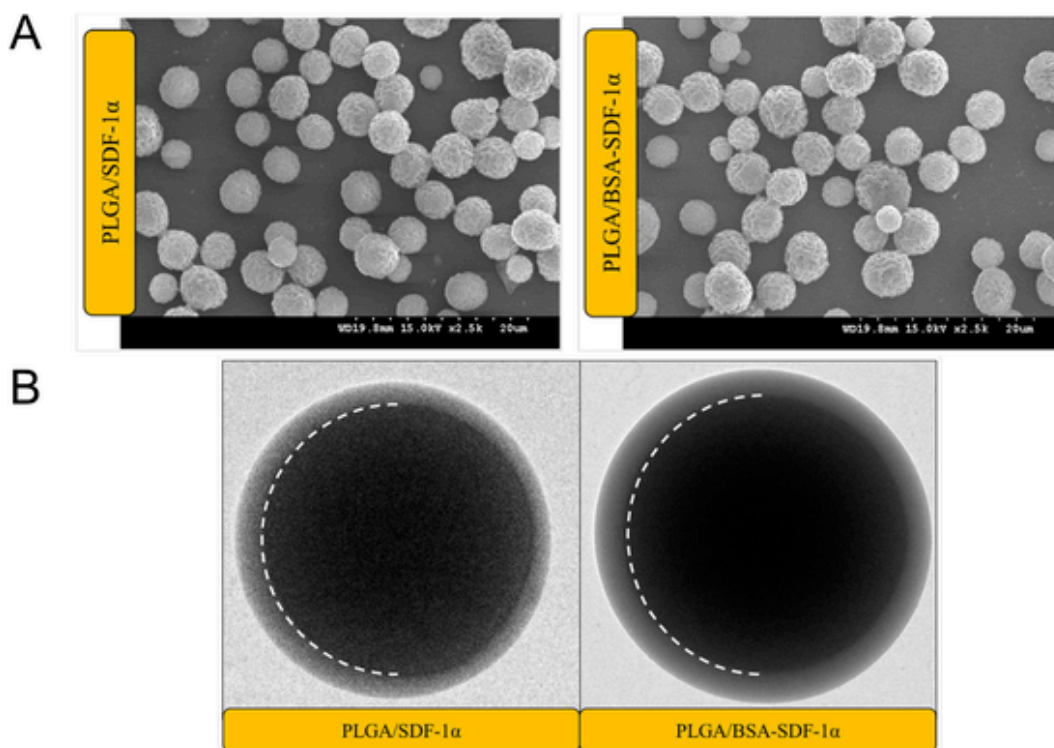 A
PLGA/SDF-1α
WD19.8mm 15.0kV x2.5k 20um
PLGA/BSA-SDF-1α
WD19.8mm 15.0kV x2.5k 20um
B
PLGA/SDF-1α
PLGA/BSA-SDF-1α